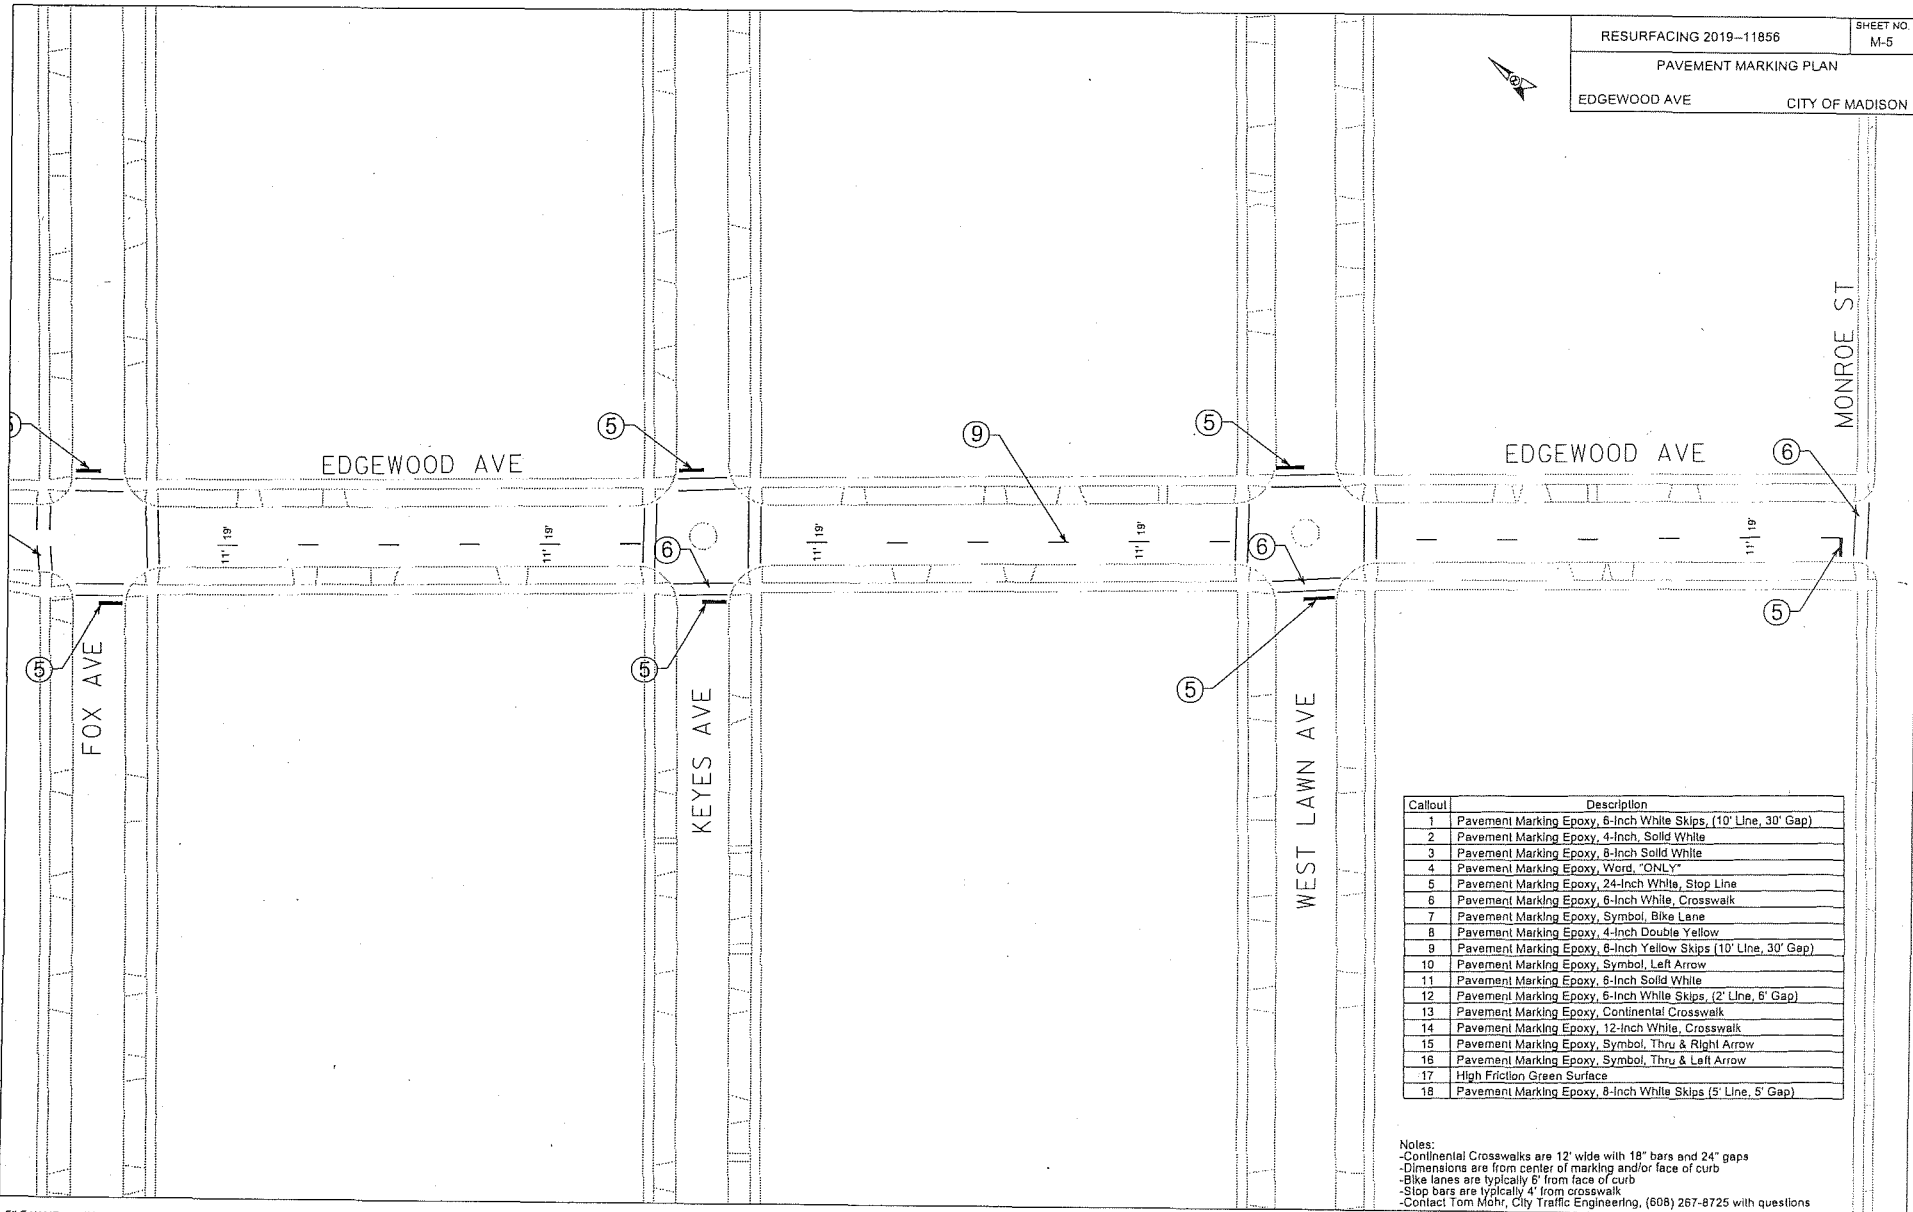 RESURFACING 2019-11856
SHEET NO.
M-5
PAVEMENT MARKING PLAN
EDGEWOOD AVE
CITY OF MADISON
MONROE ST
5
9
5
EDGEWOOD AVE
EDGEWOOD AVE
6
11' 19'
11' 19'
6
11' 19'
11' 19'
6
11' 19'
5
5
5
5
FOX AVE
KEYES AVE
WEST LAWN AVE
Callout Description
1 Pavement Marking Epoxy, 6-Inch White Skips, (10' Line, 30' Gap)
2 Pavement Marking Epoxy, 4-Inch, Solid White
3 Pavement Marking Epoxy, 8-Inch Solid White
4 Pavement Marking Epoxy, Word, "ONLY"
5 Pavement Marking Epoxy, 24-Inch White, Stop Line
6 Pavement Marking Epoxy, 6-Inch White, Crosswalk
7 Pavement Marking Epoxy, Symbol, Bike Lane
8 Pavement Marking Epoxy, 4-Inch Double Yellow
9 Pavement Marking Epoxy, 6-Inch Yellow Skips (10' Line, 30' Gap)
10 Pavement Marking Epoxy, Symbol, Left Arrow
11 Pavement Marking Epoxy, 6-Inch Solid White
12 Pavement Marking Epoxy, 6-Inch White Skips, (2' Line, 6' Gap)
13 Pavement Marking Epoxy, Continental Crosswalk
14 Pavement Marking Epoxy, 12-Inch White, Crosswalk
15 Pavement Marking Epoxy, Symbol, Thru & Right Arrow
16 Pavement Marking Epoxy, Symbol, Thru & Left Arrow
17 High Friction Green Surface
18 Pavement Marking Epoxy, 8-Inch White Skips (5' Line, 5' Gap)
Notes:
-Continental Crosswalks are 12' wide with 18" bars and 24" gaps
-Dimensions are from center of marking and/or face of curb
-Bike lanes are typically 6' from face of curb
-Stop bars are typically 4' from crosswalk
-Contact Tom Mohr, City Traffic Engineering, (608) 267-8725 with questions